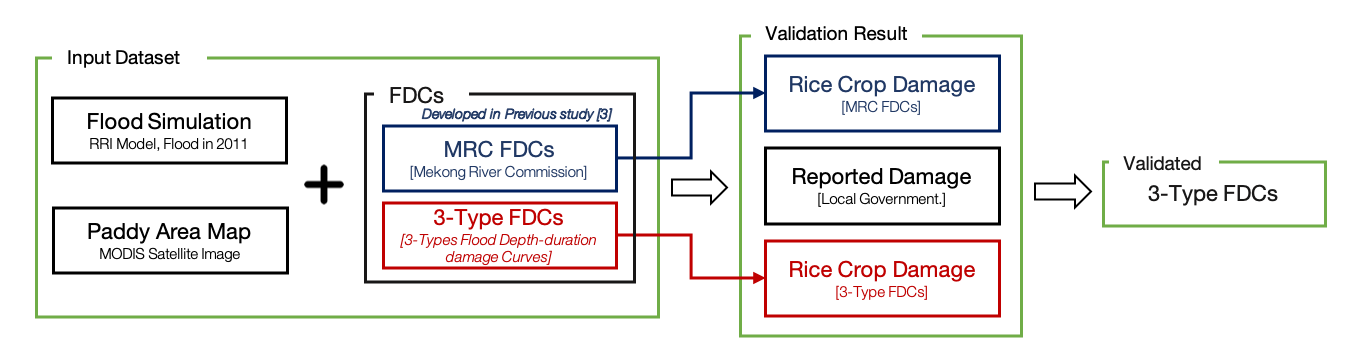 Input Dataset
Flood Simulation
RRI Model, Flood in 2011
Paddy Area Map
MODIS Satellite Image
FDCs
Developed in Previous study [3]
MRC FDCs
[Mekong River Commission]
3-Type FDCs
[3-Types Flood Depth-duration
damage Curves]
Validation Result
Rice Crop Damage
[MRC FDCs]
Reported Damage
[Local Government.]
Rice Crop Damage
[3-Type FDCs]
Validated
3-Type FDCs